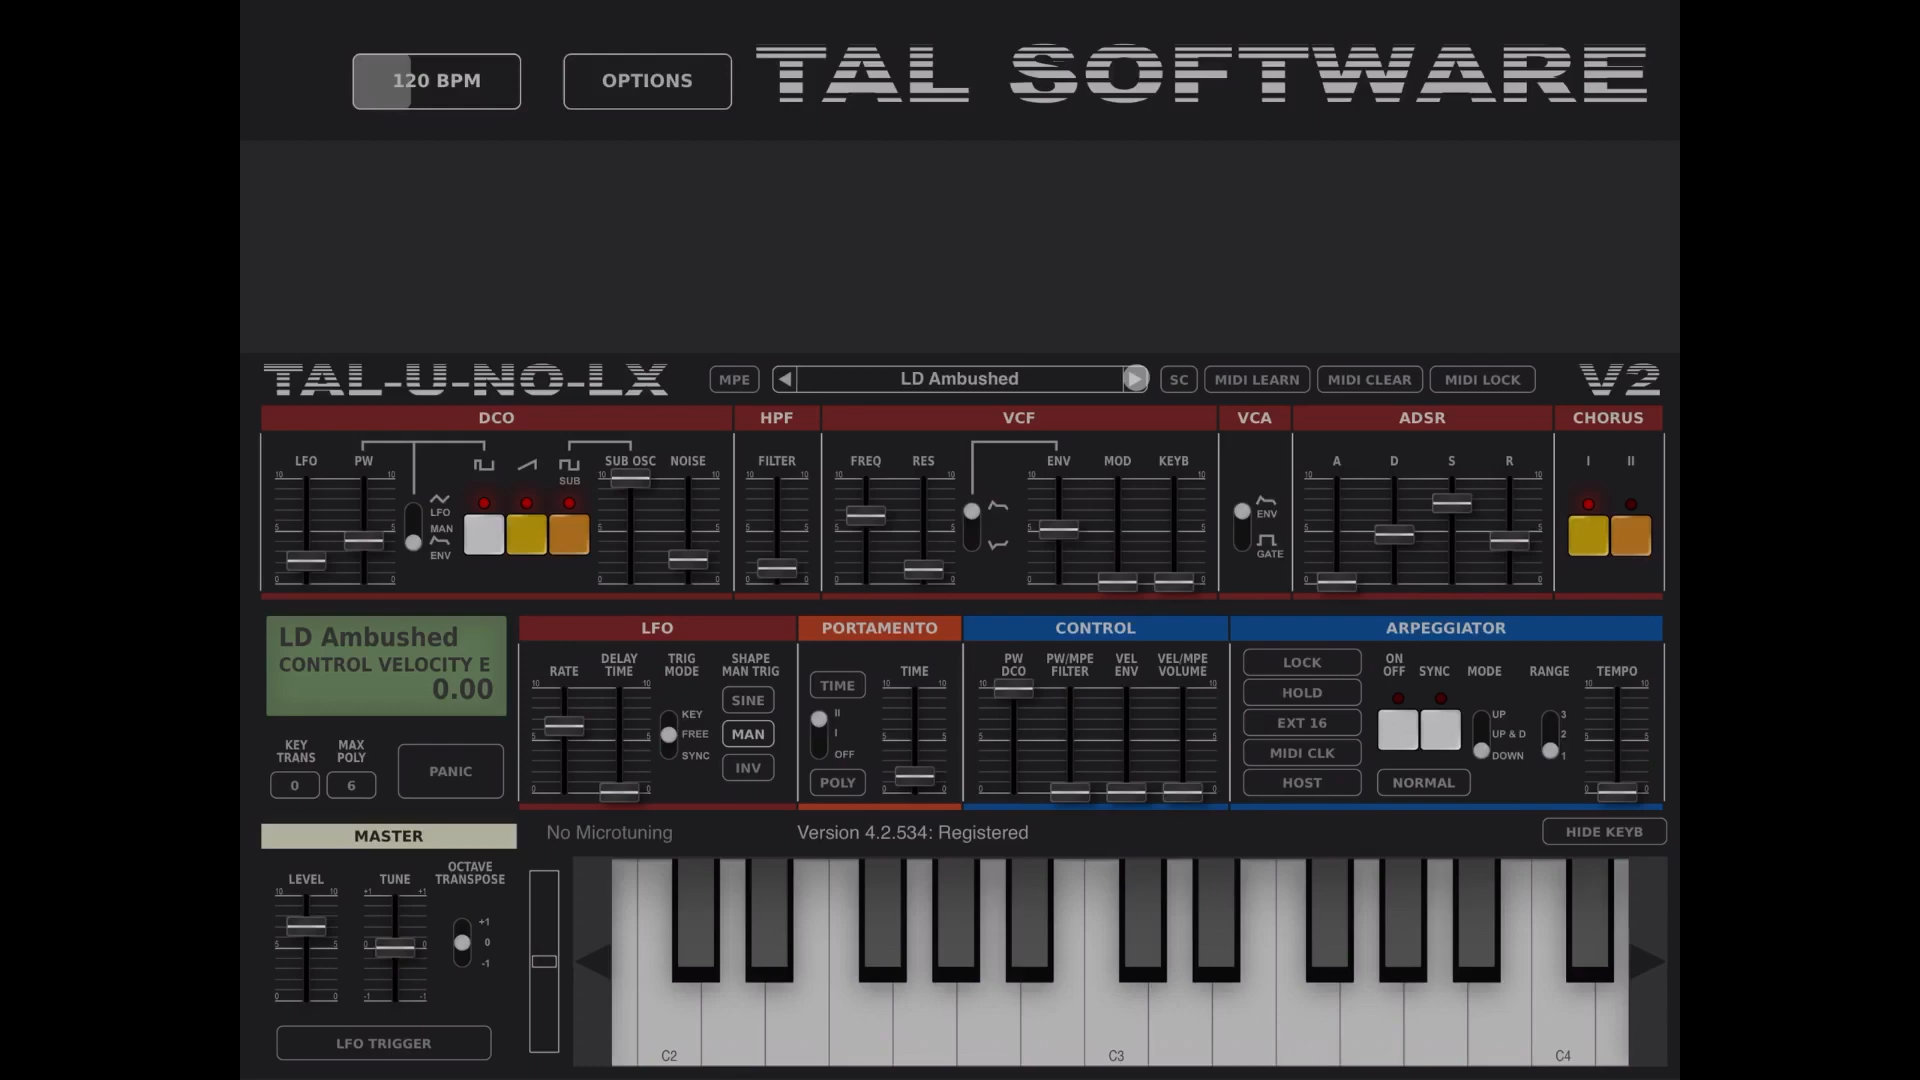 120 BPM
OPTIONS
TAL SOFTWARE
TAL-U-NO-LX
MPE
LD Ambushed
SC
MIDI LEARN
MIDI CLEAR
MIDI LOCK
V2
DCO
HPF
VCF
VCA
ADSR
CHORUS
LFO
PW
SUB OSC
NOISE
FILTER
FREQ
RES
ENV
MOD
KEYB
A
D
S
R
I
II
SUB
LFO
MAN
ENV
ENV
GATE
LD Ambushed
CONTROL VELOCITY E
0.00
LFO
PORTAMENTO
CONTROL
ARPEGGIATOR
RATE
DELAY
TIME
TRIG
MODE
SHAPE
MAN TRIG
SINE
MAN
INV
KEY
FREE
SYNC
TIME
II
I
OFF
POLY
TIME
PW
DCO
PW/MPE
FILTER
VEL
ENV
VEL/MPE
VOLUME
LOCK
HOLD
EXT 16
MIDI CLK
HOST
ON
OFF
SYNC
MODE
RANGE
TEMPO
UP
UP & D
DOWN
3
2
1
NORMAL
KEY
TRANS
MAX
POLY
0
6
PANIC
MASTER
No Microtuning
Version 4.2.534: Registered
HIDE KEYB
LEVEL
TUNE
OCTAVE
TRANSPOSE
+1
0
-1
LFO TRIGGER
C2
C3
C4